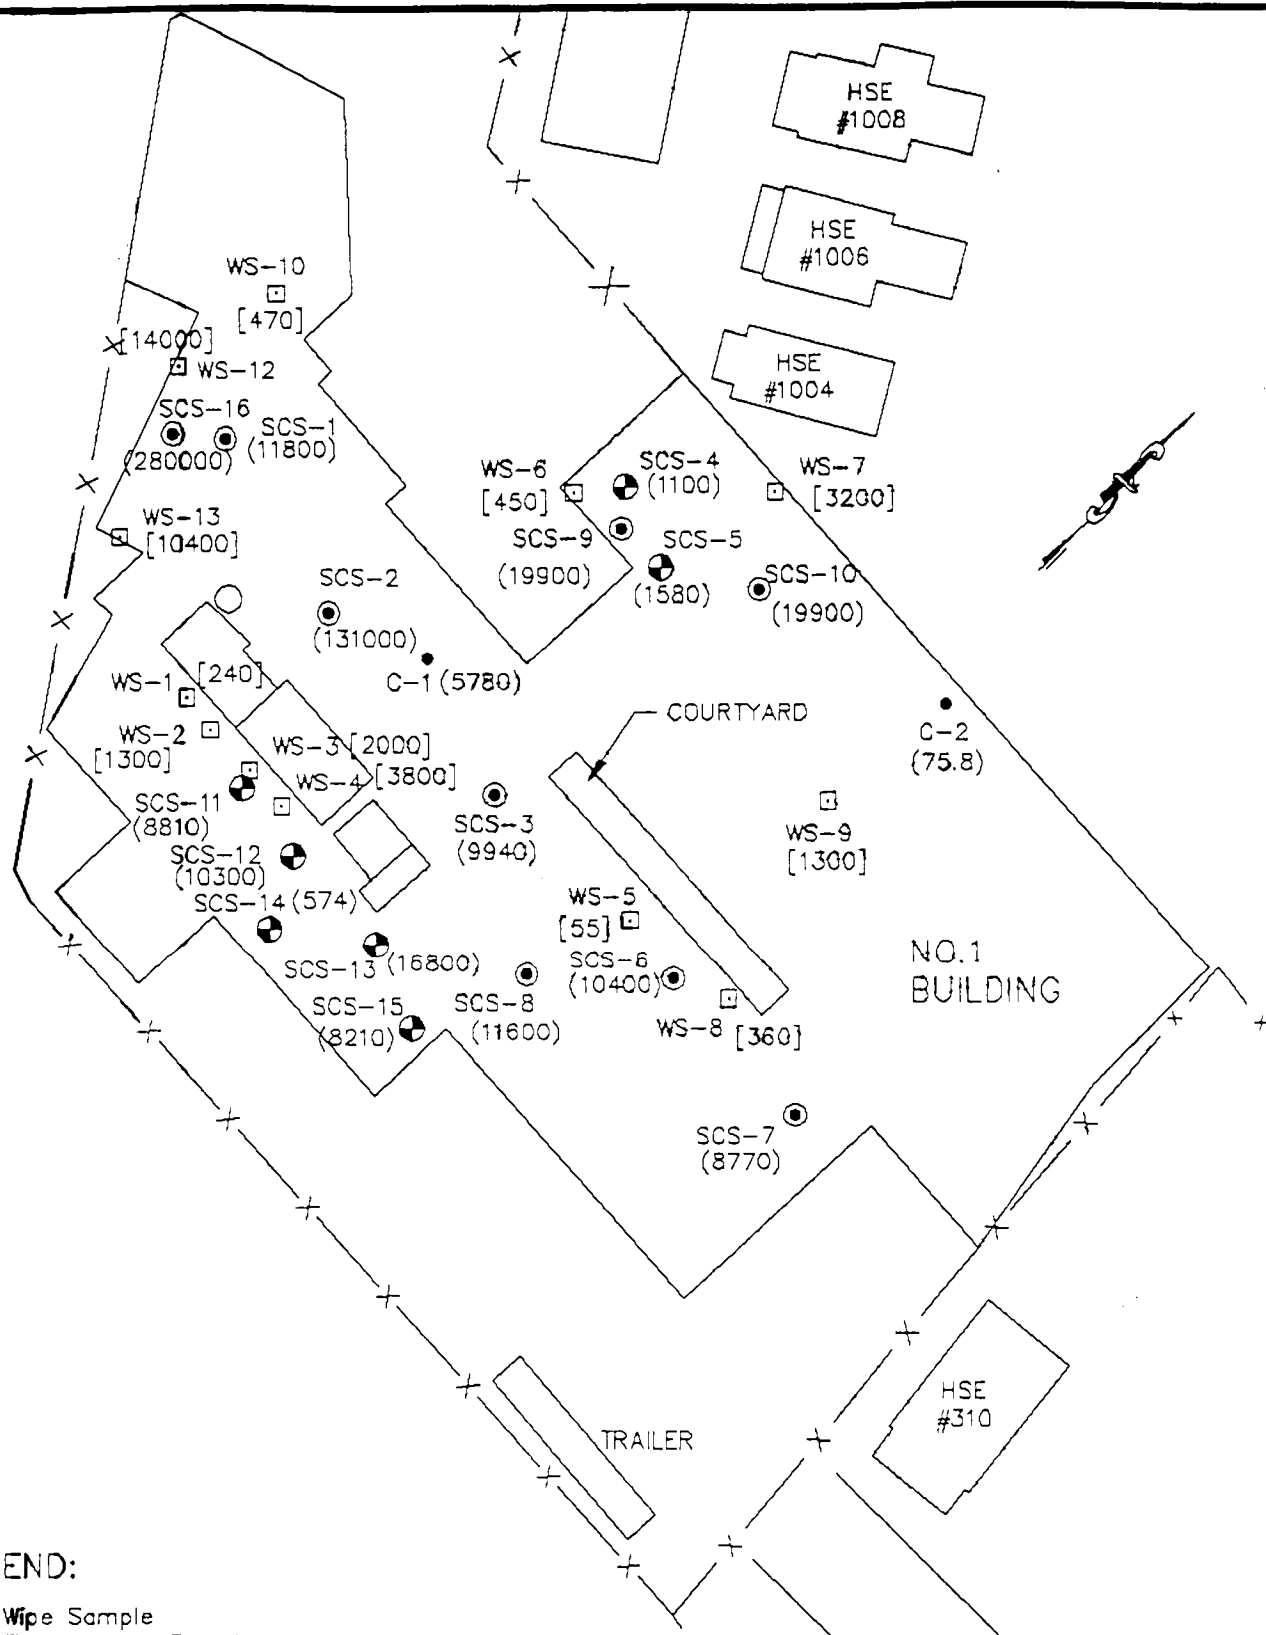 HSE
#1008
HSE
#1006
HSE
#1004
WS-10
[470]
[14000]
WS-12
SCS-16
(280000)
SCS-1
(11800)
WS-13
[10400]
WS-6
[450]
SCS-4
(1100)
WS-7
[3200]
SCS-9
(19900)
SCS-5
(1580)
SCS-10
(19900)
SCS-2
(131000)
C-1 (5780)
WS-1
[240]
WS-2
[1300]
WS-3 [2000]
WS-4 [3800]
COURTYARD
C-2
(75.8)
SCS-11
(8810)
SCS-12
(10300)
SCS-14 (574)
SCS-3
(9940)
WS-9
[1300]
WS-5
[55]
SCS-13 (16800)
SCS-15
(8210)
SCS-8
(11600)
SCS-6
(10400)
WS-8 [360]
NO.1
BUILDING
SCS-7
(8770)
HSE
#310
TRAILER
END:
Wipe Sample